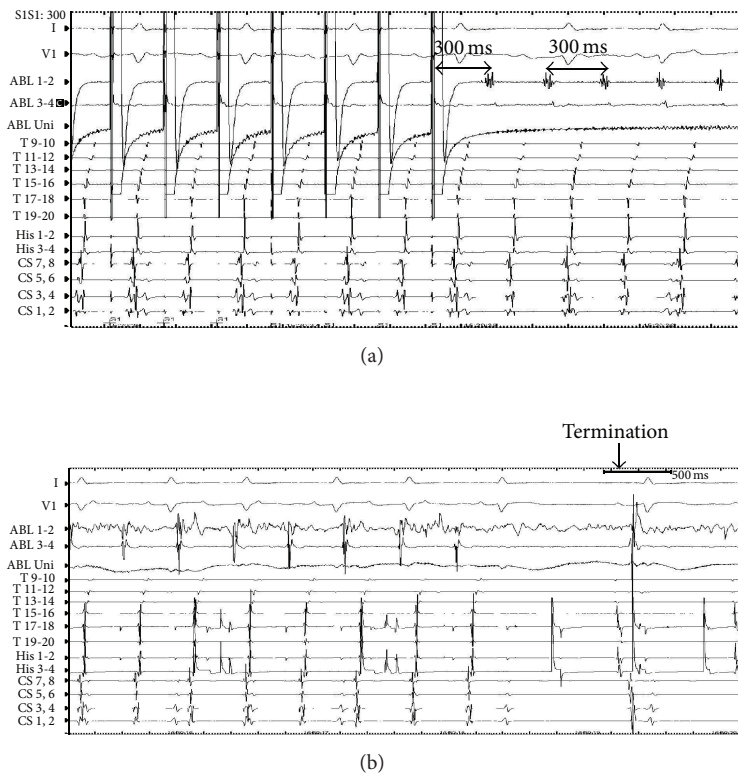 S1S1: 300
I
V1
300 ms
300 ms
ABL 1-2
ABL 3-4
ABL Uni
T 9-10
T 11-12
T 13-14
T 15-16
T 17-18
T 19-20
His 1-2
His 3-4
CS 7, 8
CS 5, 6
CS 3, 4
CS 1, 2
(a)
Termination
500 ms
I
V1
ABL 1-2
ABL 3-4
ABL Uni
T 9-10
T 11-12
T 13-14
T 15-16
T 17-18
T 19-20
His 1-2
His 3-4
CS 7, 8
CS 5, 6
CS 3, 4
CS 1, 2
(b)